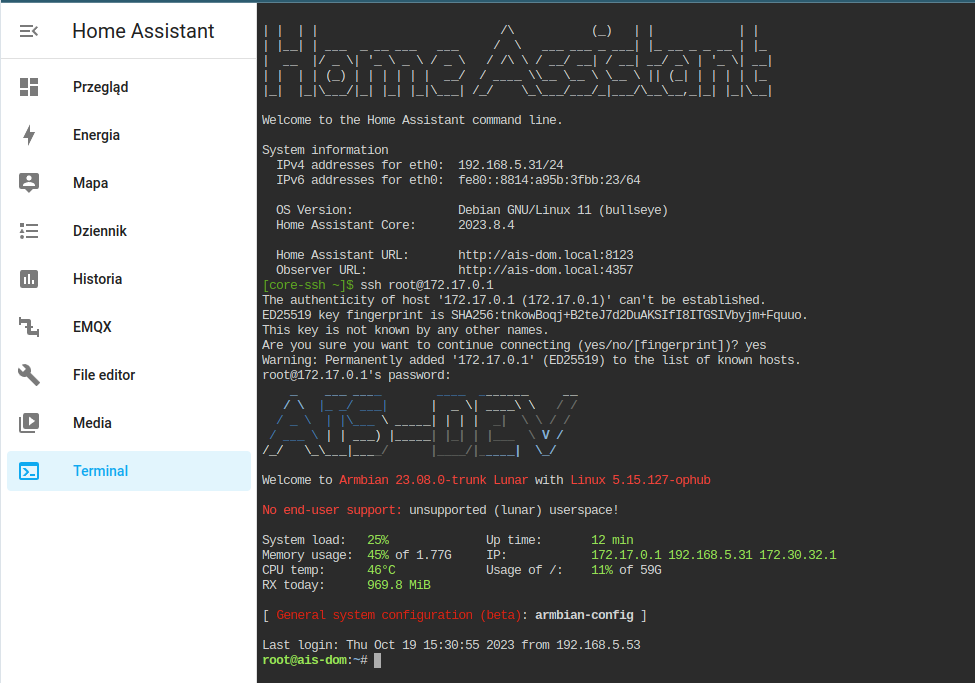 Home Assistant
Przegląd
Energia
Mapa
Dziennik
Historia
EMQX
File editor
Media
Terminal
Home Assistant
Welcome to the Home Assistant command line.
System information
IPv4 addresses for eth0: 192.168.5.31/24
IPv6 addresses for eth0: fe80::8814:a95b:3fbb:23/64
OS Version: Debian GNU/Linux 11 (bullseye)
Home Assistant Core: 2023.8.4
Home Assistant URL: http://ais-dom.local:8123
Observer URL: http://ais-dom.local:4357
[core-ssh ~]$ ssh root@172.17.0.1
The authenticity of host '172.17.0.1 (172.17.0.1)' can't be established.
ED25519 key fingerprint is SHA256:tnkowBoqj+B2teJ7d2DuAKSIfI8ITGSIVbyjm+Fquuo.
This key is not known by any other names.
Are you sure you want to continue connecting (yes/no/[fingerprint])? yes
Warning: Permanently added '172.17.0.1' (ED25519) to the list of known hosts.
root@172.17.0.1's password:
AIS-DEV
Welcome to Armbian 23.08.0-trunk Lunar with Linux 5.15.127-ophub
No end-user support: unsupported (lunar) userspace!
System load: 25% Up time: 12 min
Memory usage: 45% of 1.77G IP: 172.17.0.1 192.168.5.31 172.30.32.1
CPU temp: 46°C Usage of /: 11% of 59G
RX today: 969.8 MiB
[ General system configuration (beta): armbian-config ]
Last login: Thu Oct 19 15:30:55 2023 from 192.168.5.53
root@ais-dom:~#